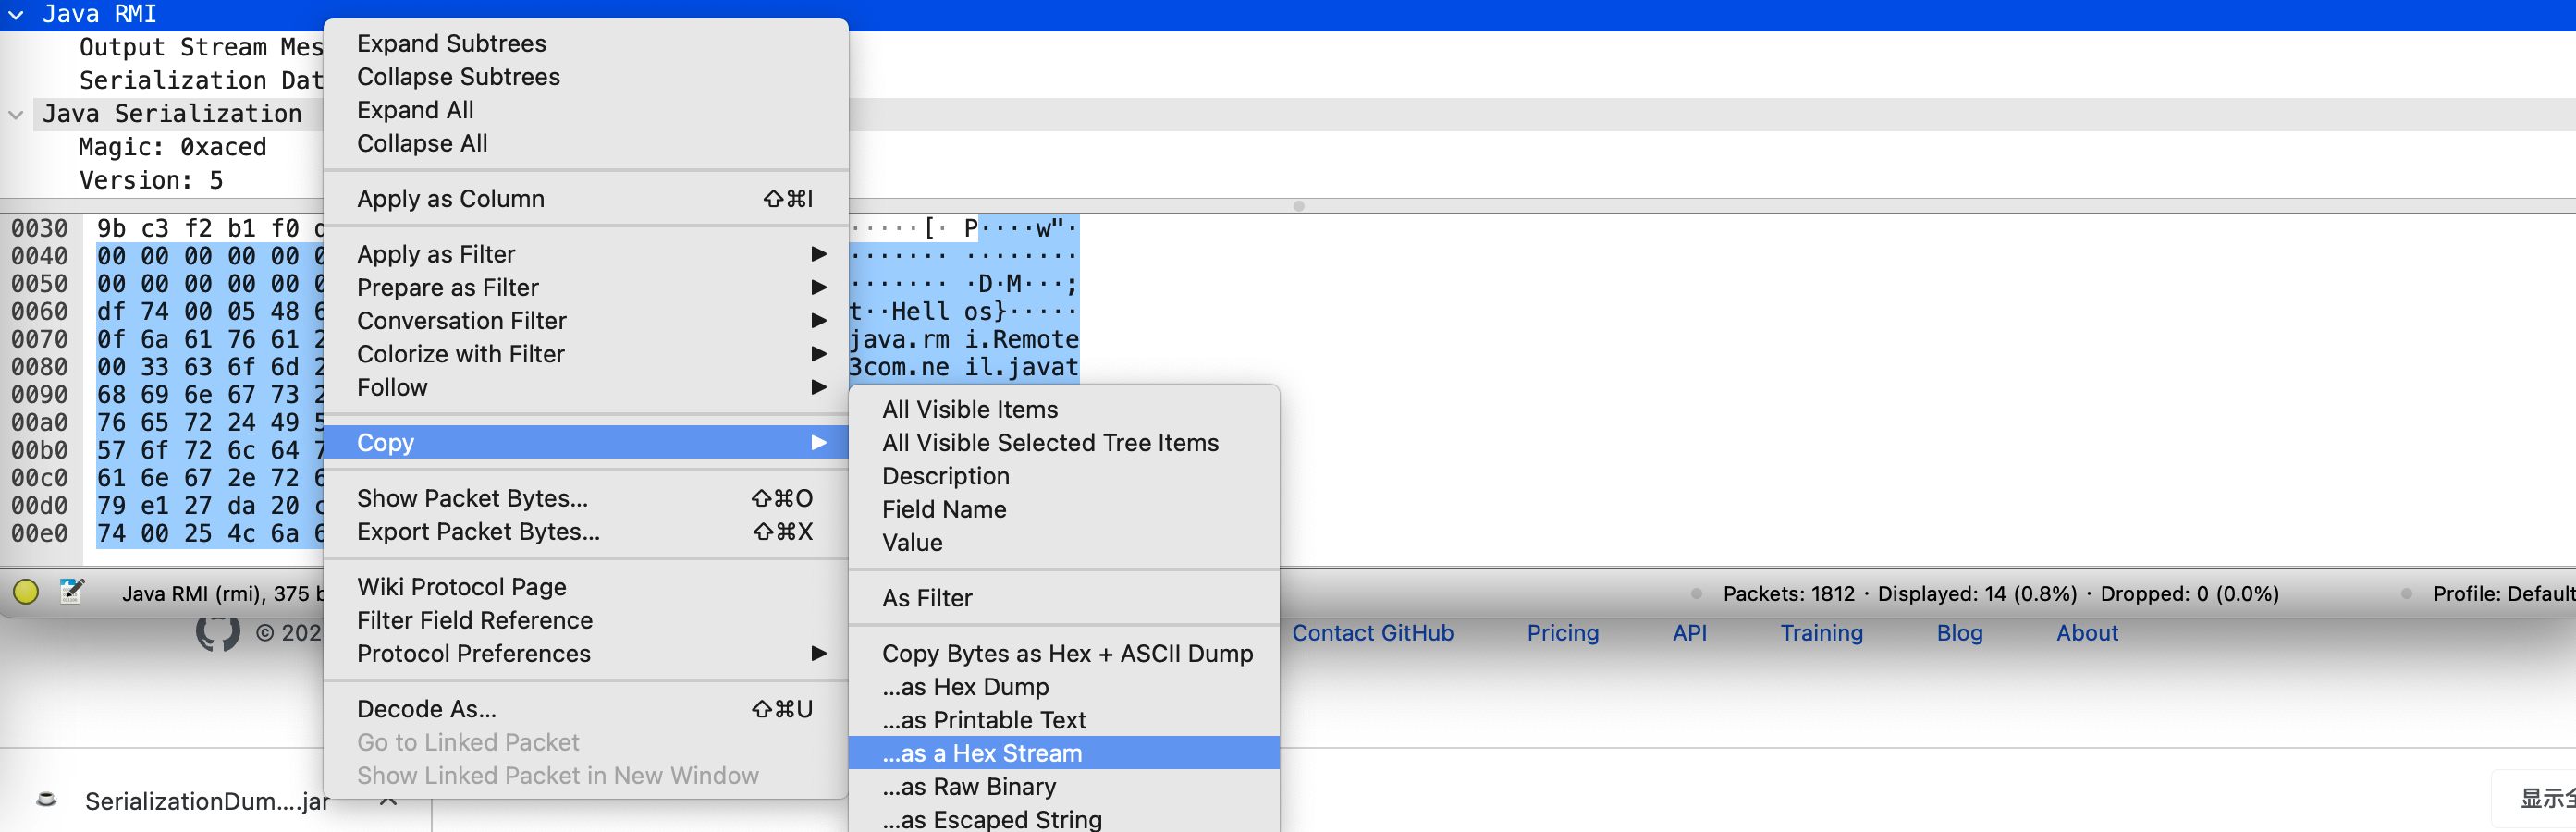 Java RMI
Output Stream Mes
Serialization Dat
Java Serialization
Magic: 0xaced
Version: 5
Expand Subtrees
Collapse Subtrees
Expand All
Collapse All
Apply as Column ⇧⌘I
Apply as Filter
Prepare as Filter
Conversation Filter
Colorize with Filter
Follow
Copy
Show Packet Bytes... ⇧⌘O
Export Packet Bytes... ⇧⌘X
Wiki Protocol Page
Filter Field Reference
Protocol Preferences
Decode As... ⇧⌘U
Go to Linked Packet
Show Linked Packet in New Window
All Visible Items
All Visible Selected Tree Items
Description
Field Name
Value
As Filter
Copy Bytes as Hex + ASCII Dump
...as Hex Dump
...as Printable Text
...as a Hex Stream
...as Raw Binary
...as Escaped String
0030 9b c3 f2 b1 f0 ·····[· P····w"·
0040 00 00 00 00 00 0 ······· ········
0050 00 00 00 00 00 0 ······· ·D·M···;
0060 df 74 00 05 48 6 t··Hell os}·····
0070 0f 6a 61 76 61 2 java.rm i.Remote
0080 00 33 63 6f 6d 2 3com.ne il.javat
0090 68 69 6e 67 73 2
00a0 76 65 72 24 49 5
00b0 57 6f 72 6c 64 7
00c0 61 6e 67 2e 72 6
00d0 79 e1 27 da 20 c
00e0 74 00 25 4c 6a 6
Java RMI (rmi), 375 b
Packets: 1812 · Displayed: 14 (0.8%) · Dropped: 0 (0.0%)
Profile: Default
© 202
Contact GitHub Pricing API Training Blog About
SerializationDum....jar
显示全